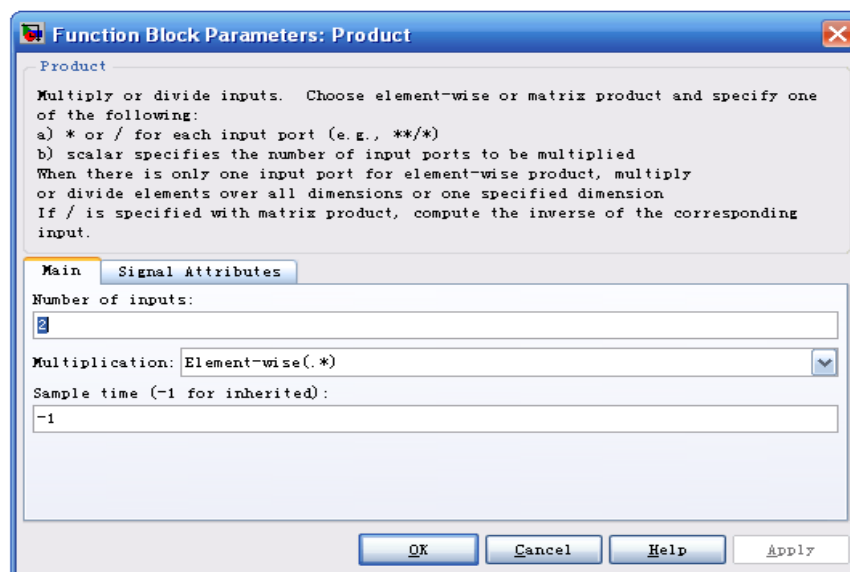 Function Block Parameters: Product
Product
Multiply or divide inputs.  Choose element-wise or matrix product and specify one
of the following:
a) * or / for each input port (e.g., **/*)
b) scalar specifies the number of input ports to be multiplied
When there is only one input port for element-wise product, multiply
or divide elements over all dimensions or one specified dimension
If / is specified with matrix product, compute the inverse of the corresponding
input.
Main Signal Attributes
Number of inputs:
2
Multiplication: Element-wise(.*)
Sample time (-1 for inherited):
-1
OK Cancel Help Apply